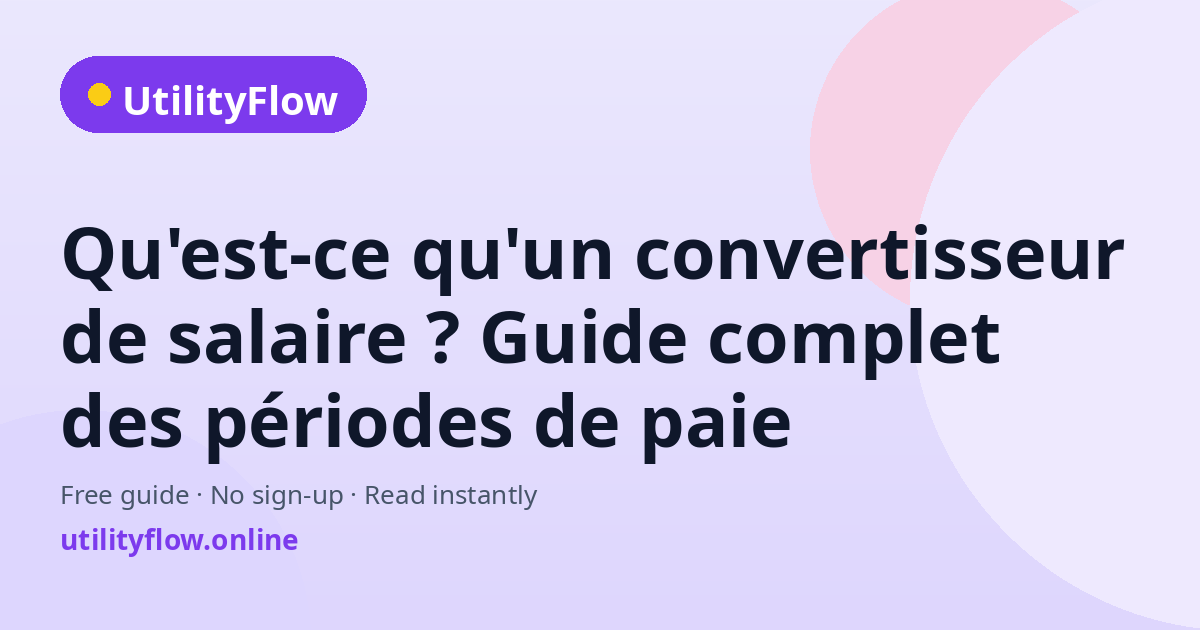 UtilityFlow
Qu'est-ce qu'un convertisseur
de salaire ? Guide complet
des périodes de paie
Free guide · No sign-up · Read instantly
utilityflow.online